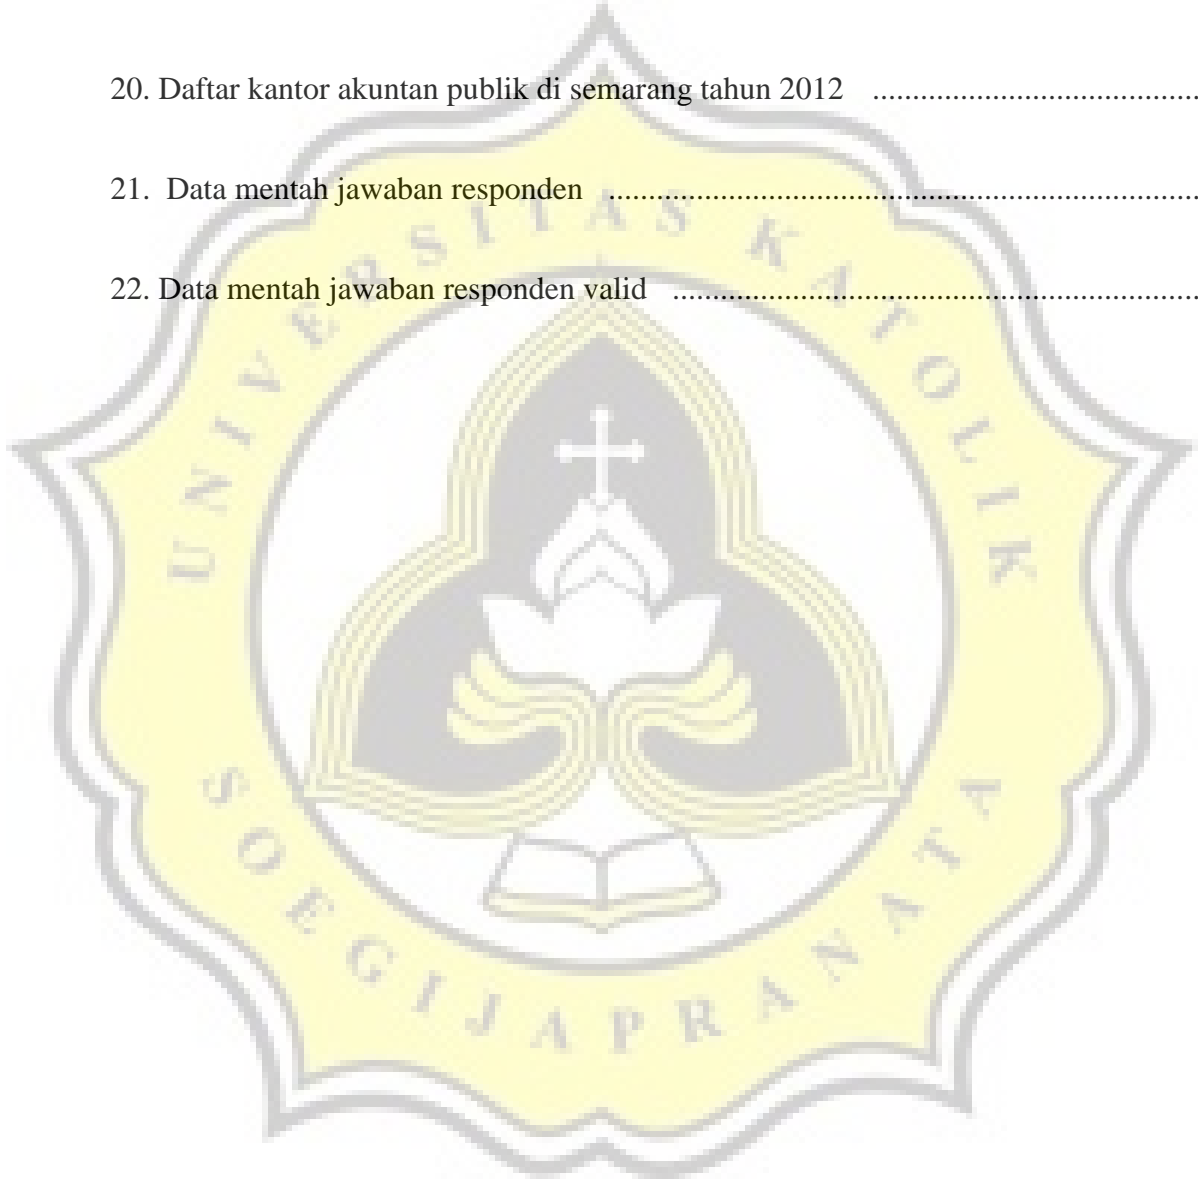 20. Daftar kantor akuntan publik di semarang tahun 2012 .........................................
21.  Data mentah jawaban responden ..........................................................................
22. Data mentah jawaban responden valid ..................................................................
UNIVERSITAS KATOLIK
SOEGIJAPRANATA